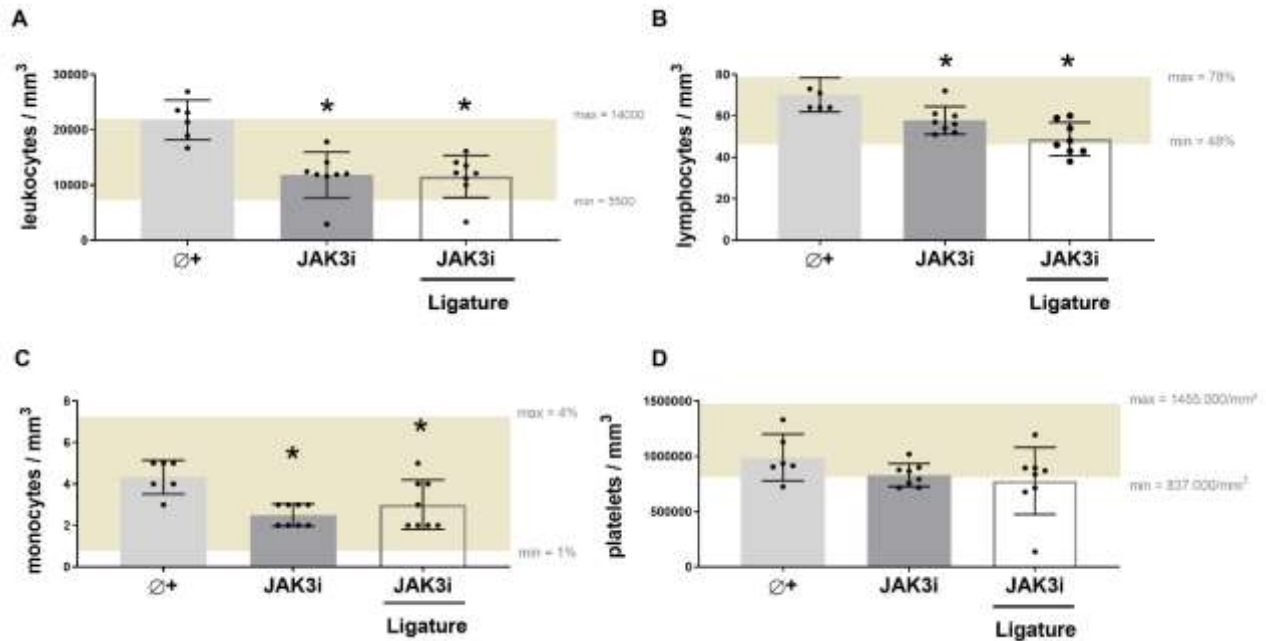 A
leukocytes / mm³
30000
20000
10000
0
*
*
max = 14000
min = 3500
∅+
JAK3i
JAK3i
Ligature
B
lymphocytes / mm³
80
60
40
20
0
*
*
max = 78%
min = 48%
∅+
JAK3i
JAK3i
Ligature
C
monocytes / mm³
8
6
4
2
0
*
*
max = 4%
min = 1%
∅+
JAK3i
JAK3i
Ligature
D
platelets / mm³
1500000
1000000
500000
0
max = 1455.000/mm³
min = 837.000/mm³
∅+
JAK3i
JAK3i
Ligature